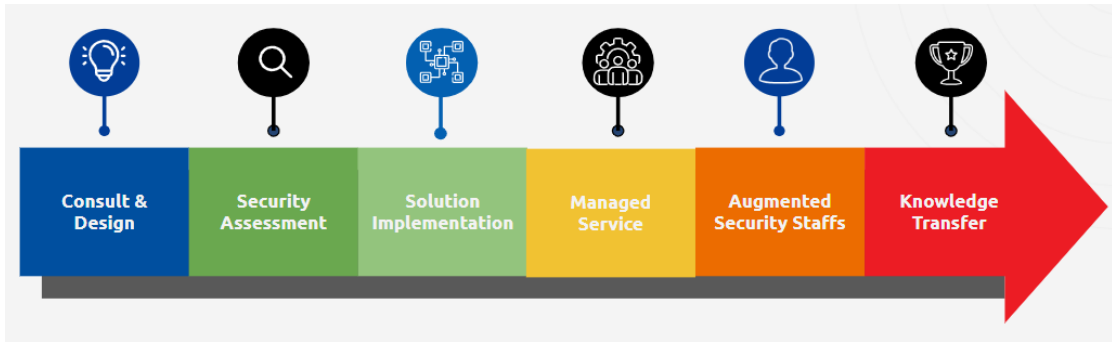 Consult &
Design
Security
Assessment
Solution
Implementation
Managed
Service
Augmented
Security Staffs
Knowledge
Transfer